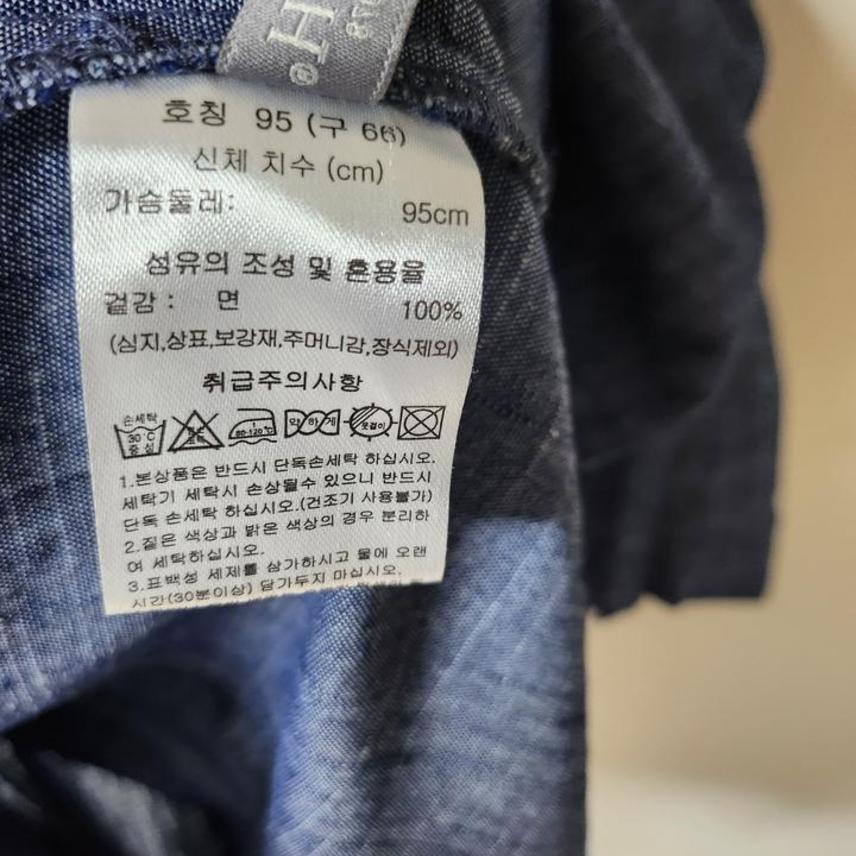 호칭 95 (구 66)
신체 치수 (cm)
가슴둘레: 95cm
섬유의 조성 및 혼용율
겉감 : 면 100%
(심지,상표,보강재,주머니감,장식제외)
취급주의사항
손세탁
30℃
중성
80-120℃
약하게
옷걸이
1.본상품은 반드시 단독손세탁 하십시오.
세탁기 세탁시 손상될수 있으니 반드시
단독 손세탁 하십시오.(건조기 사용불가)
2.짙은 색상과 밝은 색상의 경우 분리하
여 세탁하십시오.
3.표백성 세제를 삼가하시고 물에 오랜
시간(30분이상) 담가두지 마십시오.